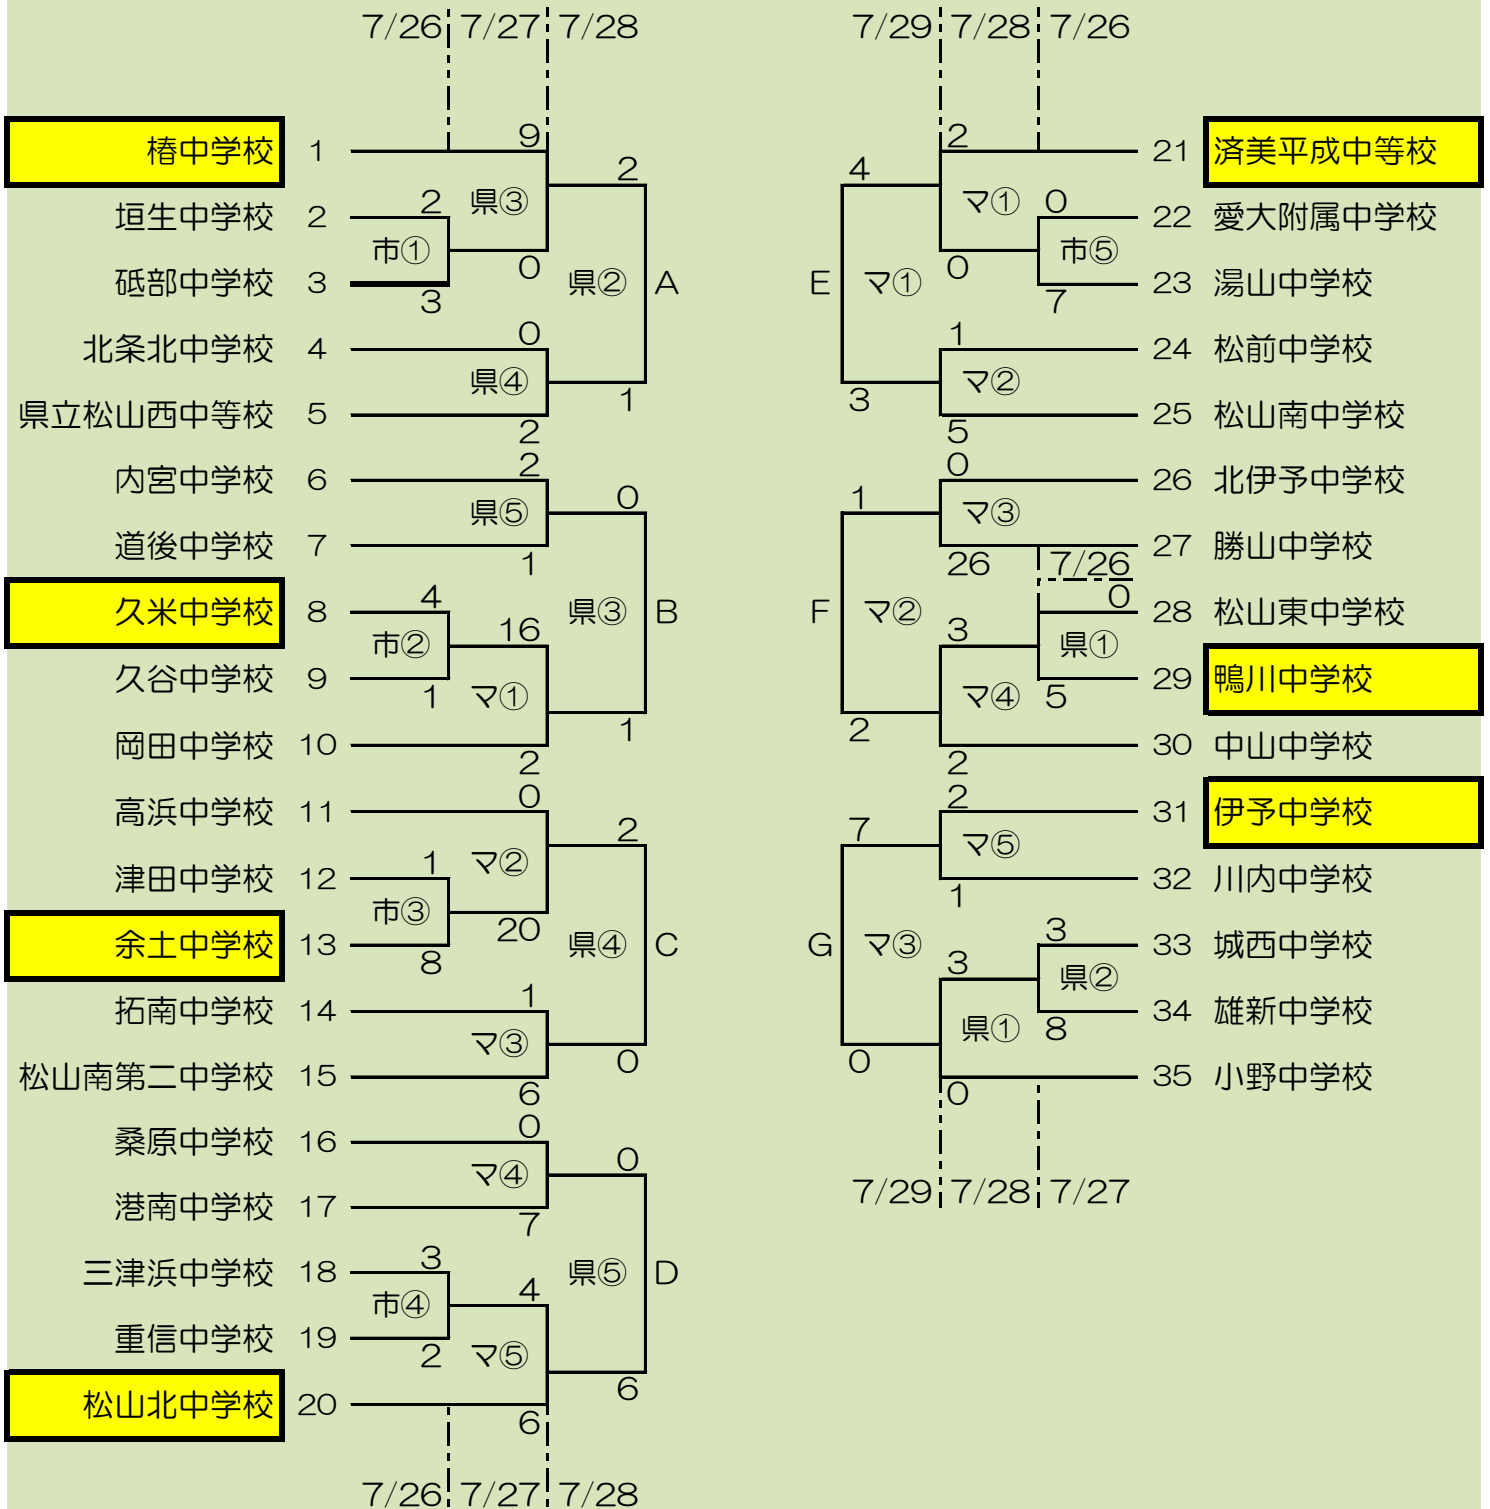 7/26 7/27 7/28
7/29 7/28 7/26
椿中学校 1
垣生中学校 2
砥部中学校 3
北条北中学校 4
県立松山西中等校 5
内宮中学校 6
道後中学校 7
久米中学校 8
久谷中学校 9
岡田中学校 10
高浜中学校 11
津田中学校 12
余土中学校 13
拓南中学校 14
松山南第二中学校 15
桑原中学校 16
港南中学校 17
三津浜中学校 18
重信中学校 19
松山北中学校 20
2 市① 3
4 市② 1
1 市③ 8
3 市④ 2
9 県③ 0
0 県④ 2
2 県⑤ 1
16 マ① 2
0 マ② 20
1 マ③ 6
0 マ④ 7
4 マ⑤ 6
2 県② 1 A
0 県③ 1 B
2 県④ 0 C
0 県⑤ 6 D
7/26 7/27 7/28
E 4 マ① 3
F 1 マ② 2
G 7 マ③ 0
2 マ① 0
1 マ② 5
0 マ③ 26
3 マ④ 2
2 マ⑤ 1
3 県① 0
0 市⑤ 7
7/26
0 県① 5
3 県② 8
21 済美平成中等校
22 愛大附属中学校
23 湯山中学校
24 松前中学校
25 松山南中学校
26 北伊予中学校
27 勝山中学校
28 松山東中学校
29 鴨川中学校
30 中山中学校
31 伊予中学校
32 川内中学校
33 城西中学校
34 雄新中学校
35 小野中学校
7/29 7/28 7/27